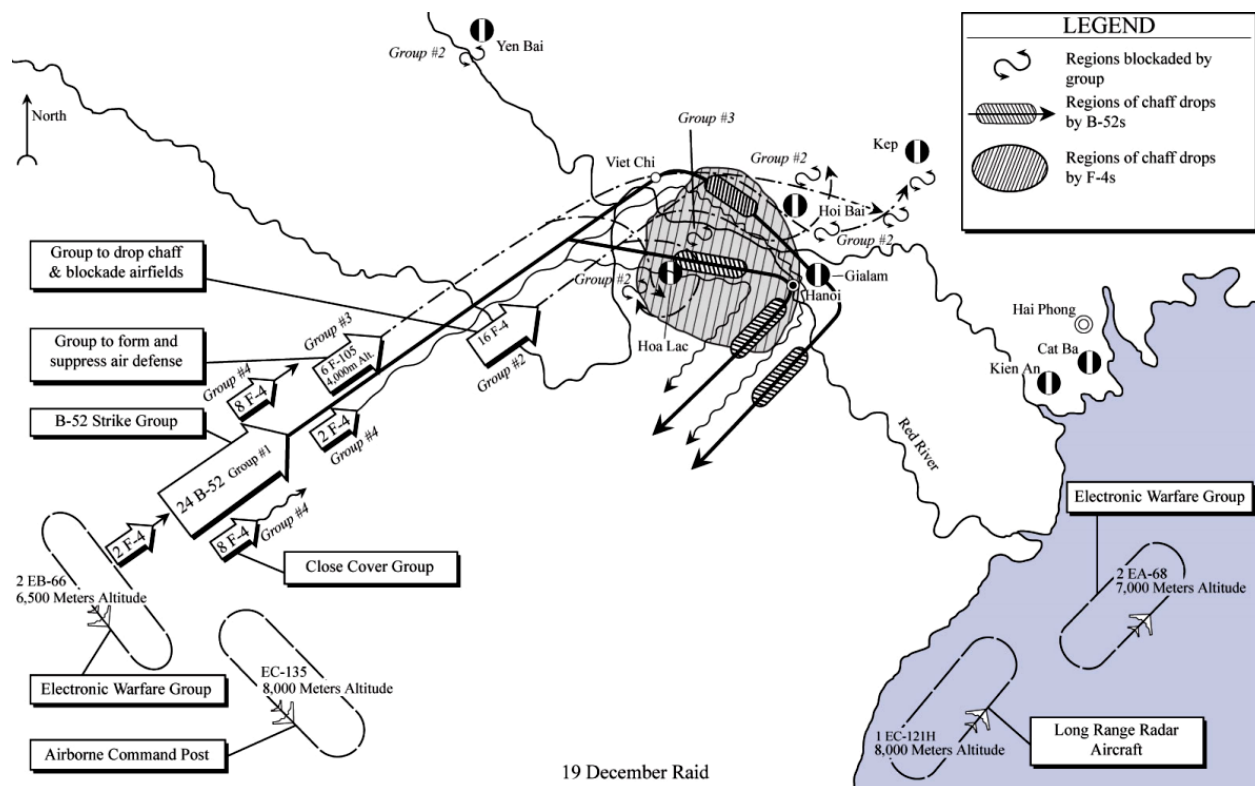 Group #2
Yen Bai
LEGEND
Regions blockaded by
group
Regions of chaff drops
by B-52s
Regions of chaff drops
by F-4s
North
Group #3
Viet Chi
Group #2
Kep
Hoi Bai
Group #2
Group to drop chaff
& blockade airfields
Group #2
Gialam
Hanoi
Hoa Lac
Hai Phong
Cat Ba
Kien An
Group to form and
suppress air defense
Group #3
6 F-105
4,000m Alt.
16 F-4
Group #2
Group #4
8 F-4
B-52 Strike Group
2 F-4
Group #4
24 B-52 Group #1
Red River
2 F-4
8 F-4
Group #4
Close Cover Group
Electronic Warfare Group
2 EB-66
6,500 Meters Altitude
2 EA-68
7,000 Meters Altitude
EC-135
8,000 Meters Altitude
Electronic Warfare Group
Airborne Command Post
1 EC-121H
8,000 Meters Altitude
Long Range Radar
Aircraft
19 December Raid